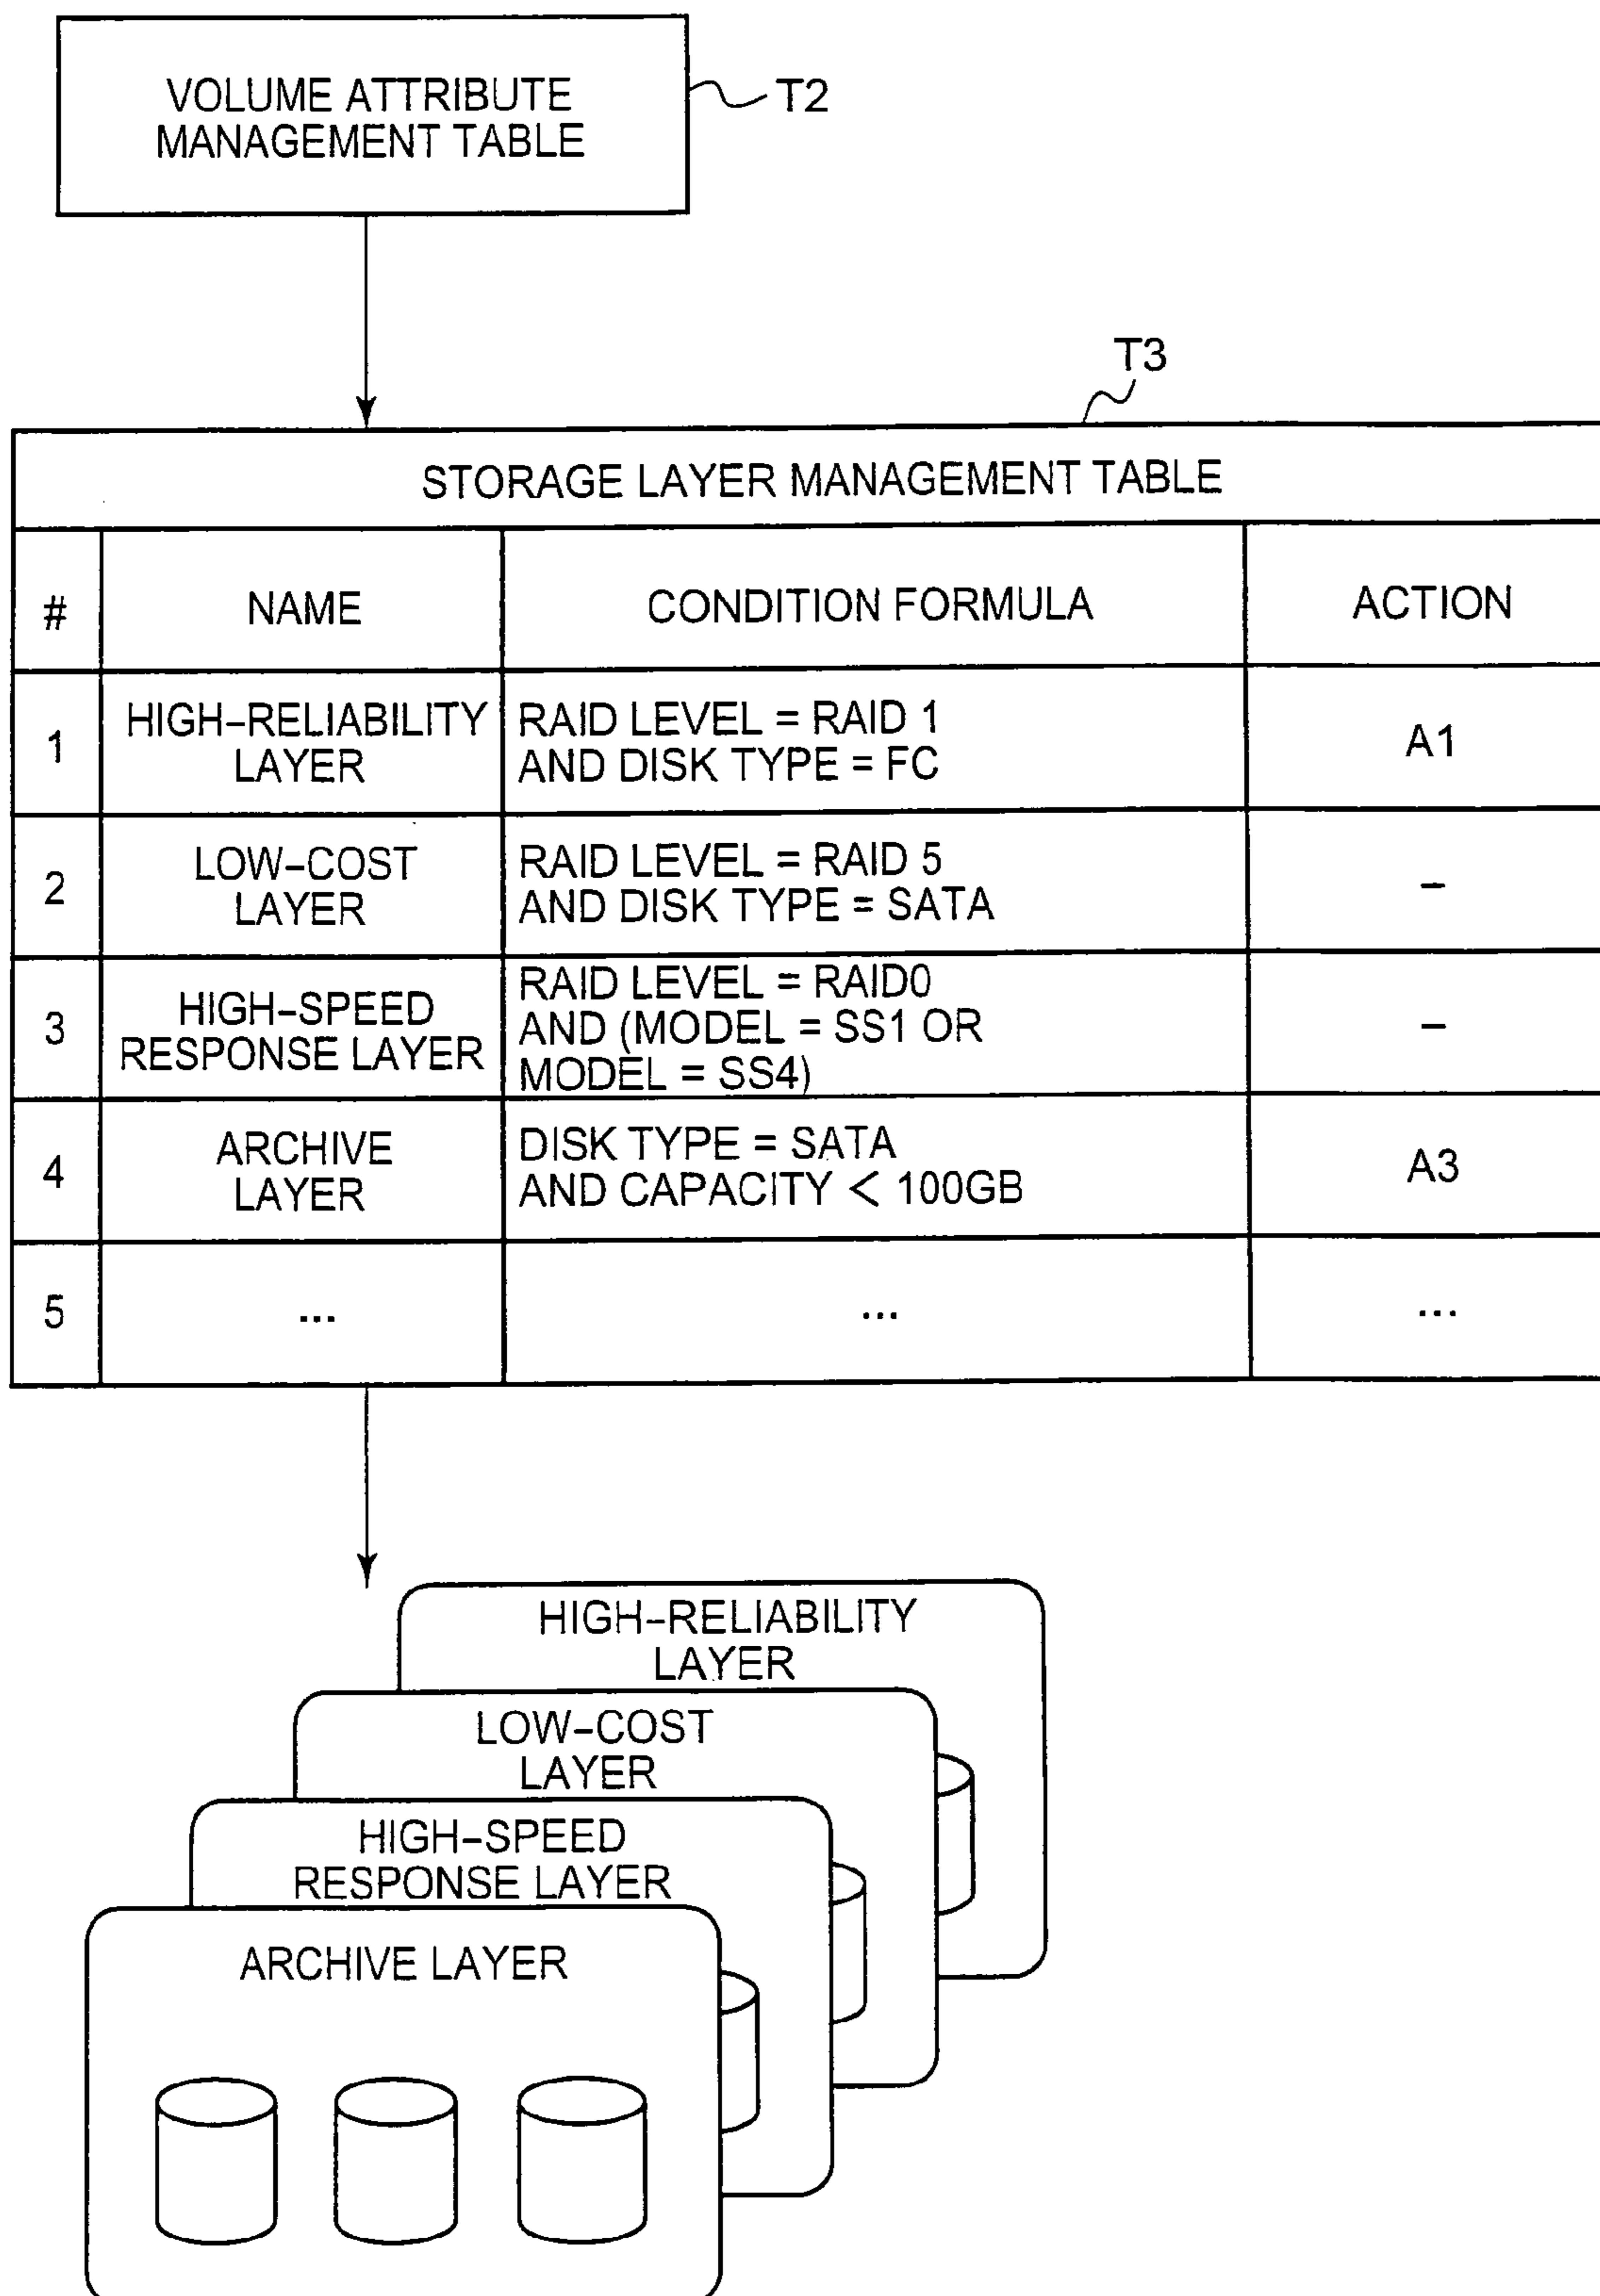 VOLUME ATTRIBUTE
MANAGEMENT TABLE
T2
T3
STORAGE LAYER MANAGEMENT TABLE
# NAME CONDITION FORMULA ACTION
1
HIGH-RELIABILITY
LAYER
RAID LEVEL = RAID 1
AND DISK TYPE = FC
A1
2
LOW-COST
LAYER
RAID LEVEL = RAID 5
AND DISK TYPE = SATA
-
3
HIGH-SPEED
RESPONSE LAYER
RAID LEVEL = RAID0
AND (MODEL = SS1 OR
MODEL = SS4)
-
4
ARCHIVE
LAYER
DISK TYPE = SATA
AND CAPACITY < 100GB
A3
5 ... ... ...
HIGH-RELIABILITY
LAYER
LOW-COST
LAYER
HIGH-SPEED
RESPONSE LAYER
ARCHIVE LAYER